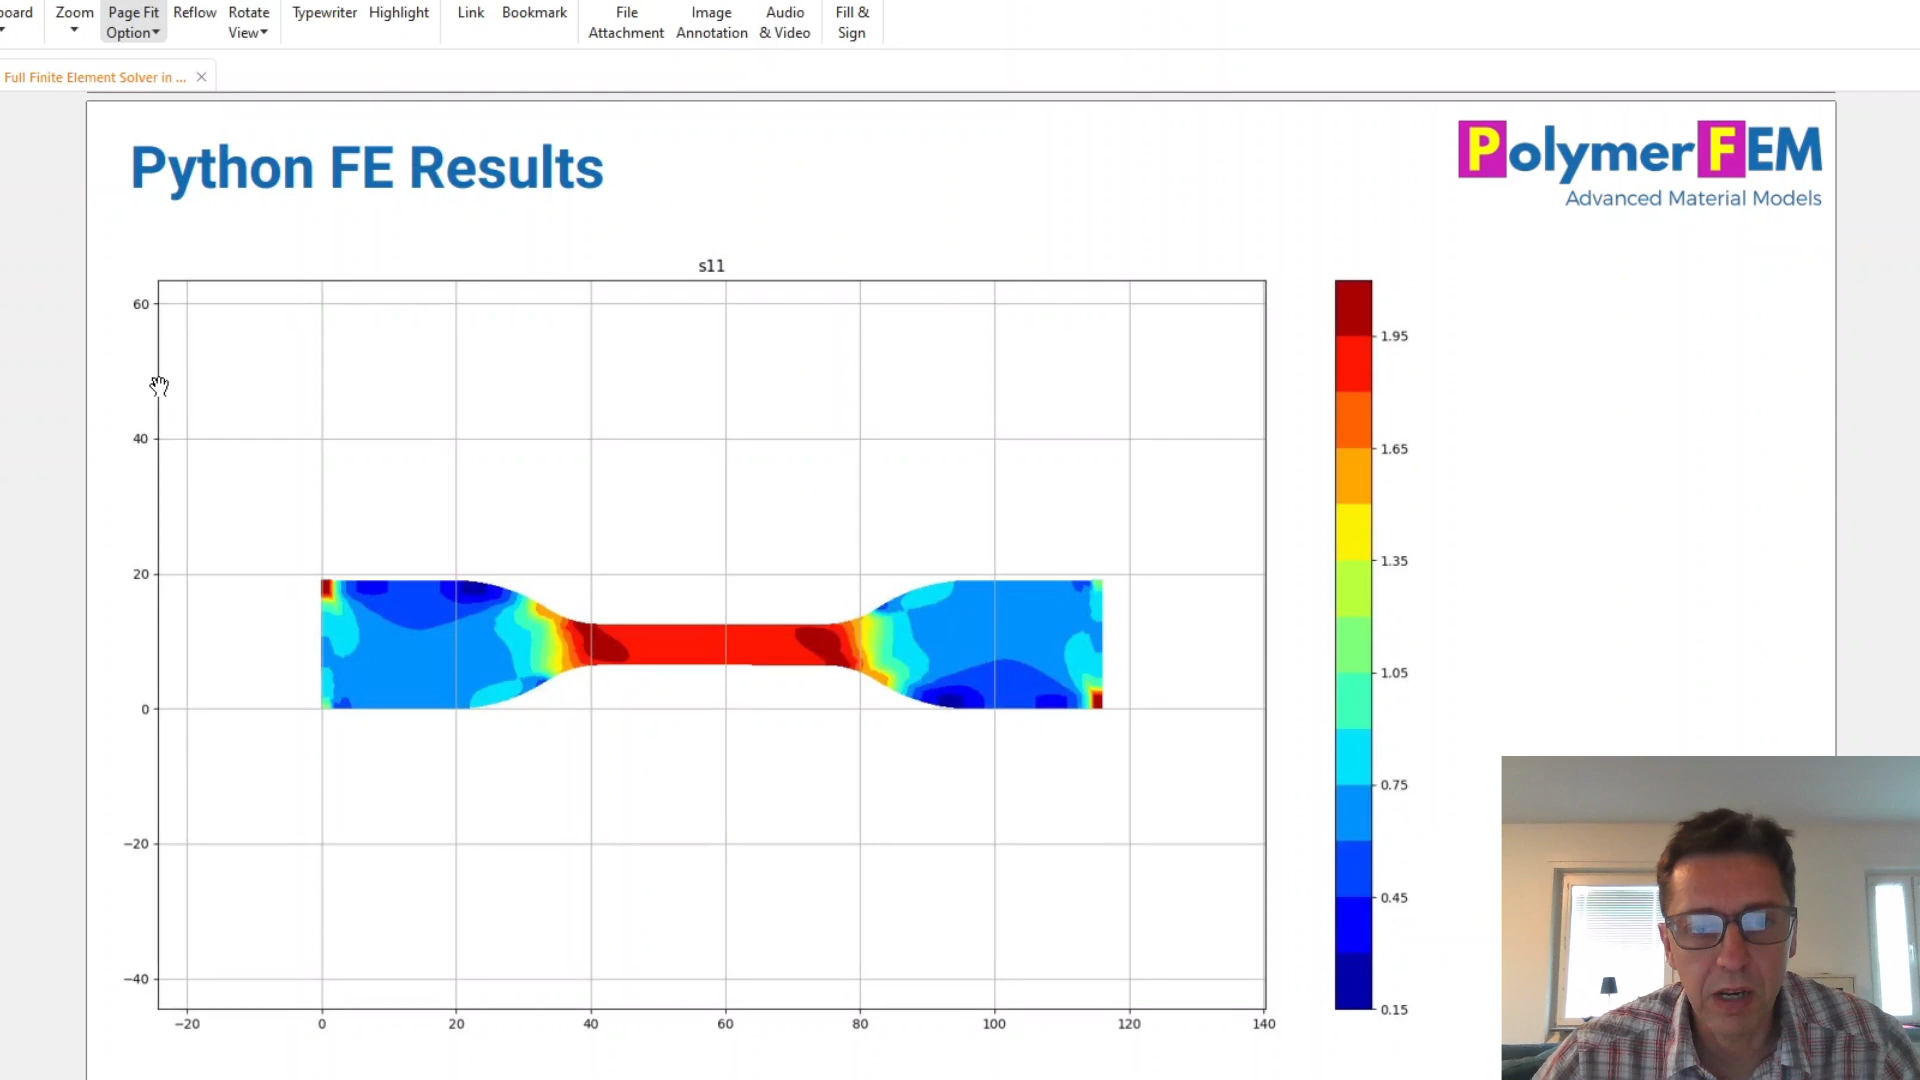 board
Zoom
Page Fit
Option
Reflow
Rotate
View
Typewriter
Highlight
Link
Bookmark
File
Attachment
Image
Annotation
Audio
& Video
Fill &
Sign
Full Finite Element Solver in ...
Python FE Results
PolymerFEM
Advanced Material Models
s11
60
40
20
0
−20
−40
−20
0
20
40
60
80
100
120
140
1.95
1.65
1.35
1.05
0.75
0.45
0.15